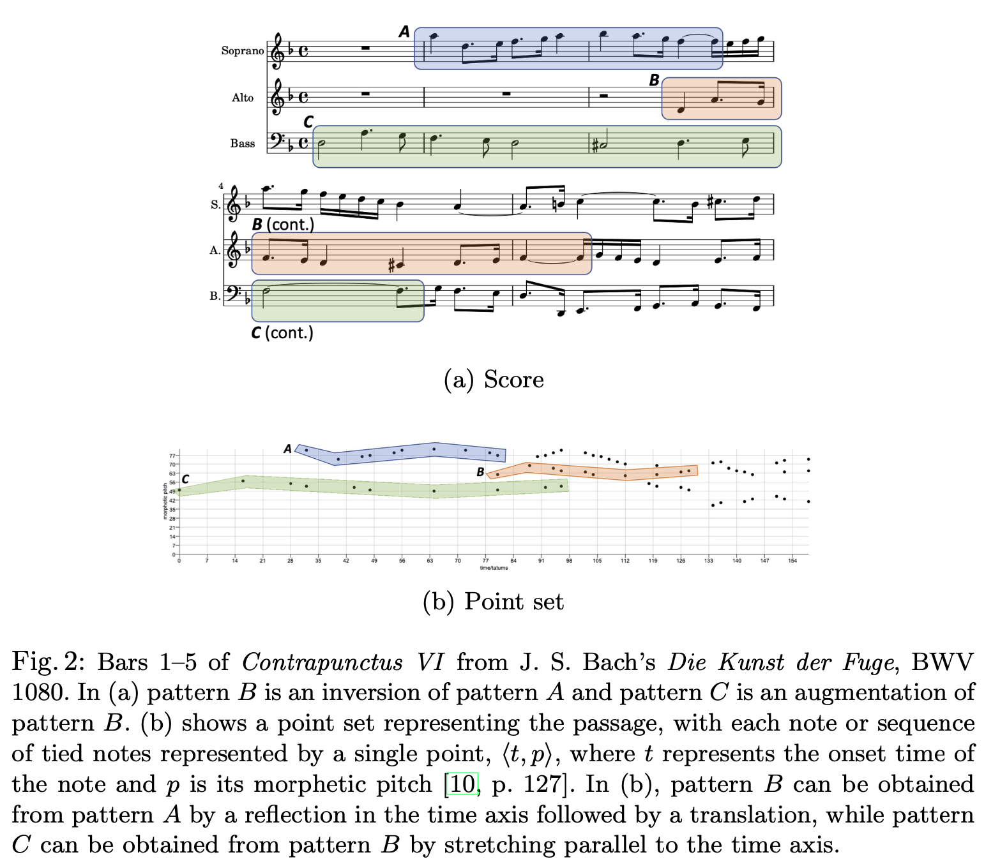 A
Soprano
B
Alto
C
Bass
4
S.
B (cont.)
A.
B.
C (cont.)
(a) Score
A
B
C
morphetic pitch
77
70
63
56
49
42
35
28
21
14
7
0
0 7 14 21 28 35 42 49 56 63 70 77 84 91 98 105 112 119 126 133 140 147 154
time/tatums
(b) Point set
Fig. 2: Bars 1–5 of Contrapunctus VI from J. S. Bach’s Die Kunst der Fuge, BWV
1080. In (a) pattern B is an inversion of pattern A and pattern C is an augmentation of
pattern B. (b) shows a point set representing the passage, with each note or sequence
of tied notes represented by a single point, ⟨t, p⟩, where t represents the onset time of
the note and p is its morphetic pitch [10, p. 127]. In (b), pattern B can be obtained
from pattern A by a reflection in the time axis followed by a translation, while pattern
C can be obtained from pattern B by stretching parallel to the time axis.